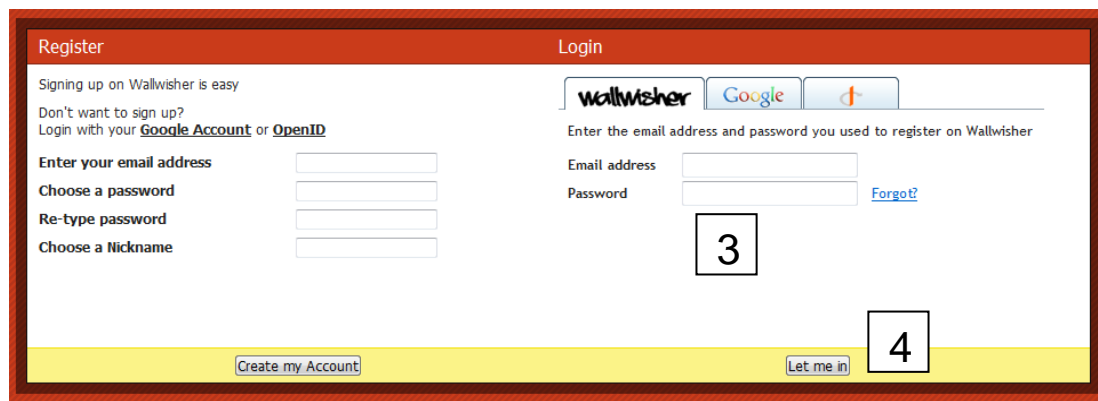 Register
Signing up on Wallwisher is easy
Don't want to sign up?
Login with your Google Account or OpenID
Enter your email address
Choose a password
Re-type password
Choose a Nickname
Create my Account
Login
wallwisher Google
Enter the email address and password you used to register on Wallwisher
Email address
Password Forgot?
3
Let me in
4